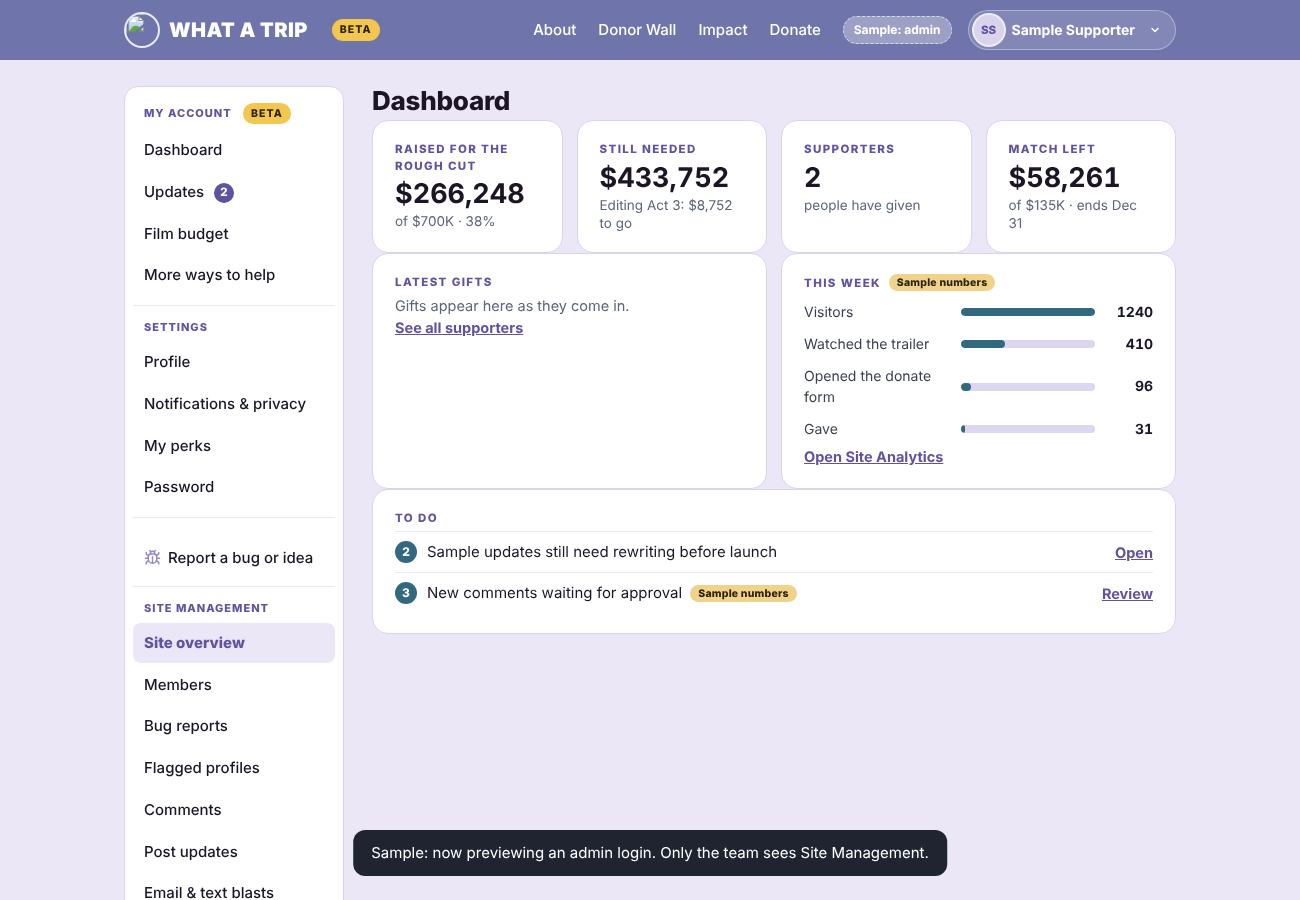 WHAT A TRIP BETA
About Donor Wall Impact Donate Sample: admin SS Sample Supporter
MY ACCOUNT BETA
Dashboard
Updates 2
Film budget
More ways to help
SETTINGS
Profile
Notifications & privacy
My perks
Password
Report a bug or idea
SITE MANAGEMENT
Site overview
Members
Bug reports
Flagged profiles
Comments
Post updates
Email & text blasts
Dashboard
RAISED FOR THE
ROUGH CUT
$266,248
of $700K · 38%
STILL NEEDED
$433,752
Editing Act 3: $8,752
to go
SUPPORTERS
2
people have given
MATCH LEFT
$58,261
of $135K · ends Dec
31
LATEST GIFTS
Gifts appear here as they come in.
See all supporters
THIS WEEK Sample numbers
Visitors 1240
Watched the trailer 410
Opened the donate
form 96
Gave 31
Open Site Analytics
TO DO
2 Sample updates still need rewriting before launch Open
3 New comments waiting for approval Sample numbers Review
Sample: now previewing an admin login. Only the team sees Site Management.